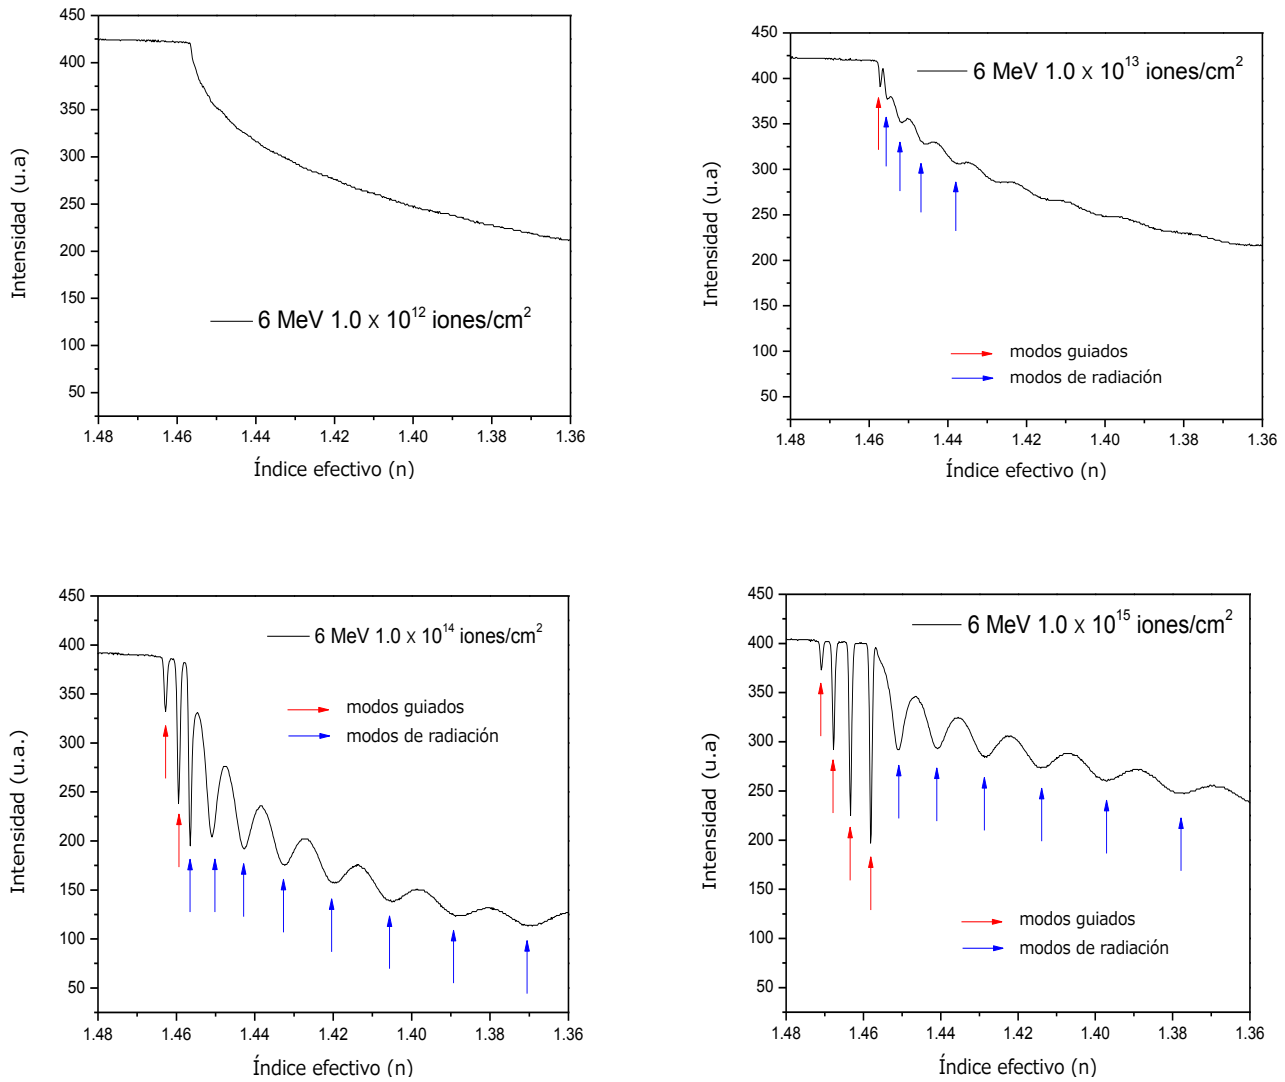 450
400
350
300
250
200
150
100
50
Intensidad (u.a)
6 MeV 1.0 x 10^12 iones/cm^2
1.48 1.46 1.44 1.42 1.40 1.38 1.36
Índice efectivo (n)
450
400
350
300
250
200
150
100
50
Intensidad (u.a)
6 MeV 1.0 x 10^13 iones/cm^2
modos guiados
modos de radiación
1.48 1.46 1.44 1.42 1.40 1.38 1.36
Índice efectivo (n)
450
400
350
300
250
200
150
100
50
Intensidad (u.a.)
6 MeV 1.0 x 10^14 iones/cm^2
modos guiados
modos de radiación
1.48 1.46 1.44 1.42 1.40 1.38 1.36
Índice efectivo (n)
450
400
350
300
250
200
150
100
50
Intensidad (u.a)
6 MeV 1.0 x 10^15 iones/cm^2
modos guiados
modos de radiación
1.48 1.46 1.44 1.42 1.40 1.38 1.36
Índice efectivo (n)